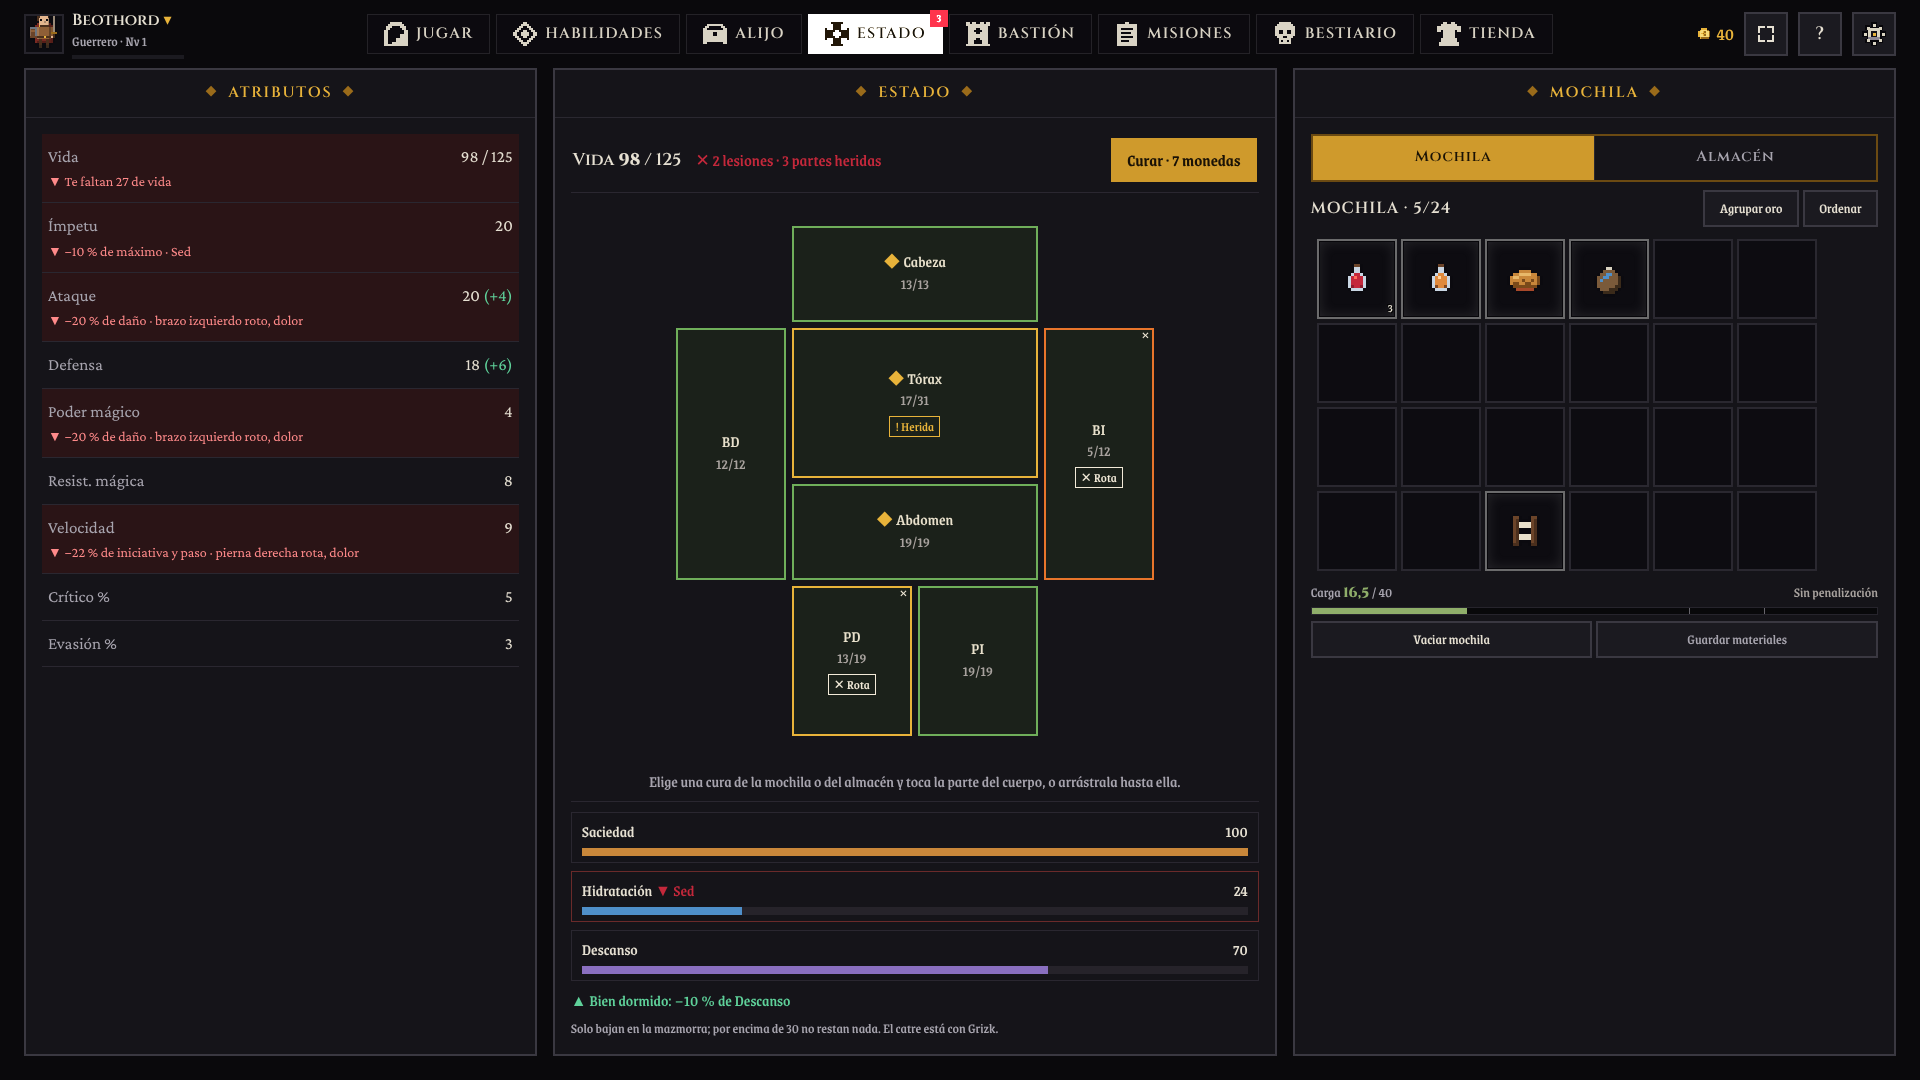 BEOTHORD ▼
Guerrero · Nv 1
JUGAR
HABILIDADES
ALIJO
ESTADO
3
BASTIÓN
MISIONES
BESTIARIO
TIENDA
40
?
ATRIBUTOS
Vida 98 / 125
▼ Te faltan 27 de vida
Ímpetu 20
▼ −10 % de máximo · Sed
Ataque 20 (+4)
▼ −20 % de daño · brazo izquierdo roto, dolor
Defensa 18 (+6)
Poder mágico 4
▼ −20 % de daño · brazo izquierdo roto, dolor
Resist. mágica 8
Velocidad 9
▼ −22 % de iniciativa y paso · pierna derecha rota, dolor
Crítico % 5
Evasión % 3
ESTADO
VIDA 98 / 125 ✕ 2 lesiones · 3 partes heridas
Curar · 7 monedas
Cabeza
13/13
Tórax
17/31
! Herida
BD
12/12
BI
5/12
✕ Rota
Abdomen
19/19
PD
13/19
✕ Rota
PI
19/19
Elige una cura de la mochila o del almacén y toca la parte del cuerpo, o arrástrala hasta ella.
Saciedad 100
Hidratación ▼ Sed 24
Descanso 70
▲ Bien dormido: −10 % de Descanso
Solo bajan en la mazmorra; por encima de 30 no restan nada. El catre está con Grizk.
MOCHILA
MOCHILA
ALMACÉN
MOCHILA · 5/24
Agrupar oro
Ordenar
3
Carga 16,5 / 40 Sin penalización
Vaciar mochila
Guardar materiales